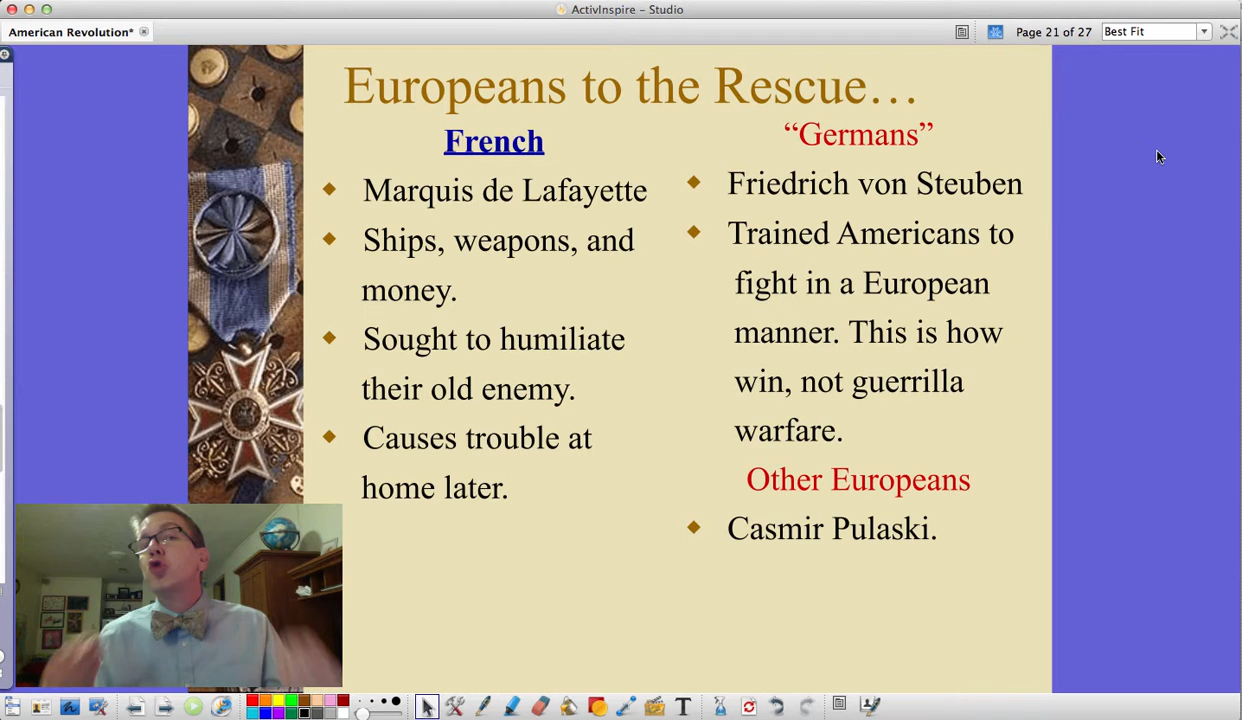 ActivInspire – Studio
American Revolution*
Page 21 of 27
Best Fit
Europeans to the Rescue…
French
Marquis de Lafayette
Ships, weapons, and
money.
Sought to humiliate
their old enemy.
Causes trouble at
home later.
“Germans”
Friedrich von Steuben
Trained Americans to
fight in a European
manner. This is how
win, not guerrilla
warfare.
Other Europeans
Casmir Pulaski.